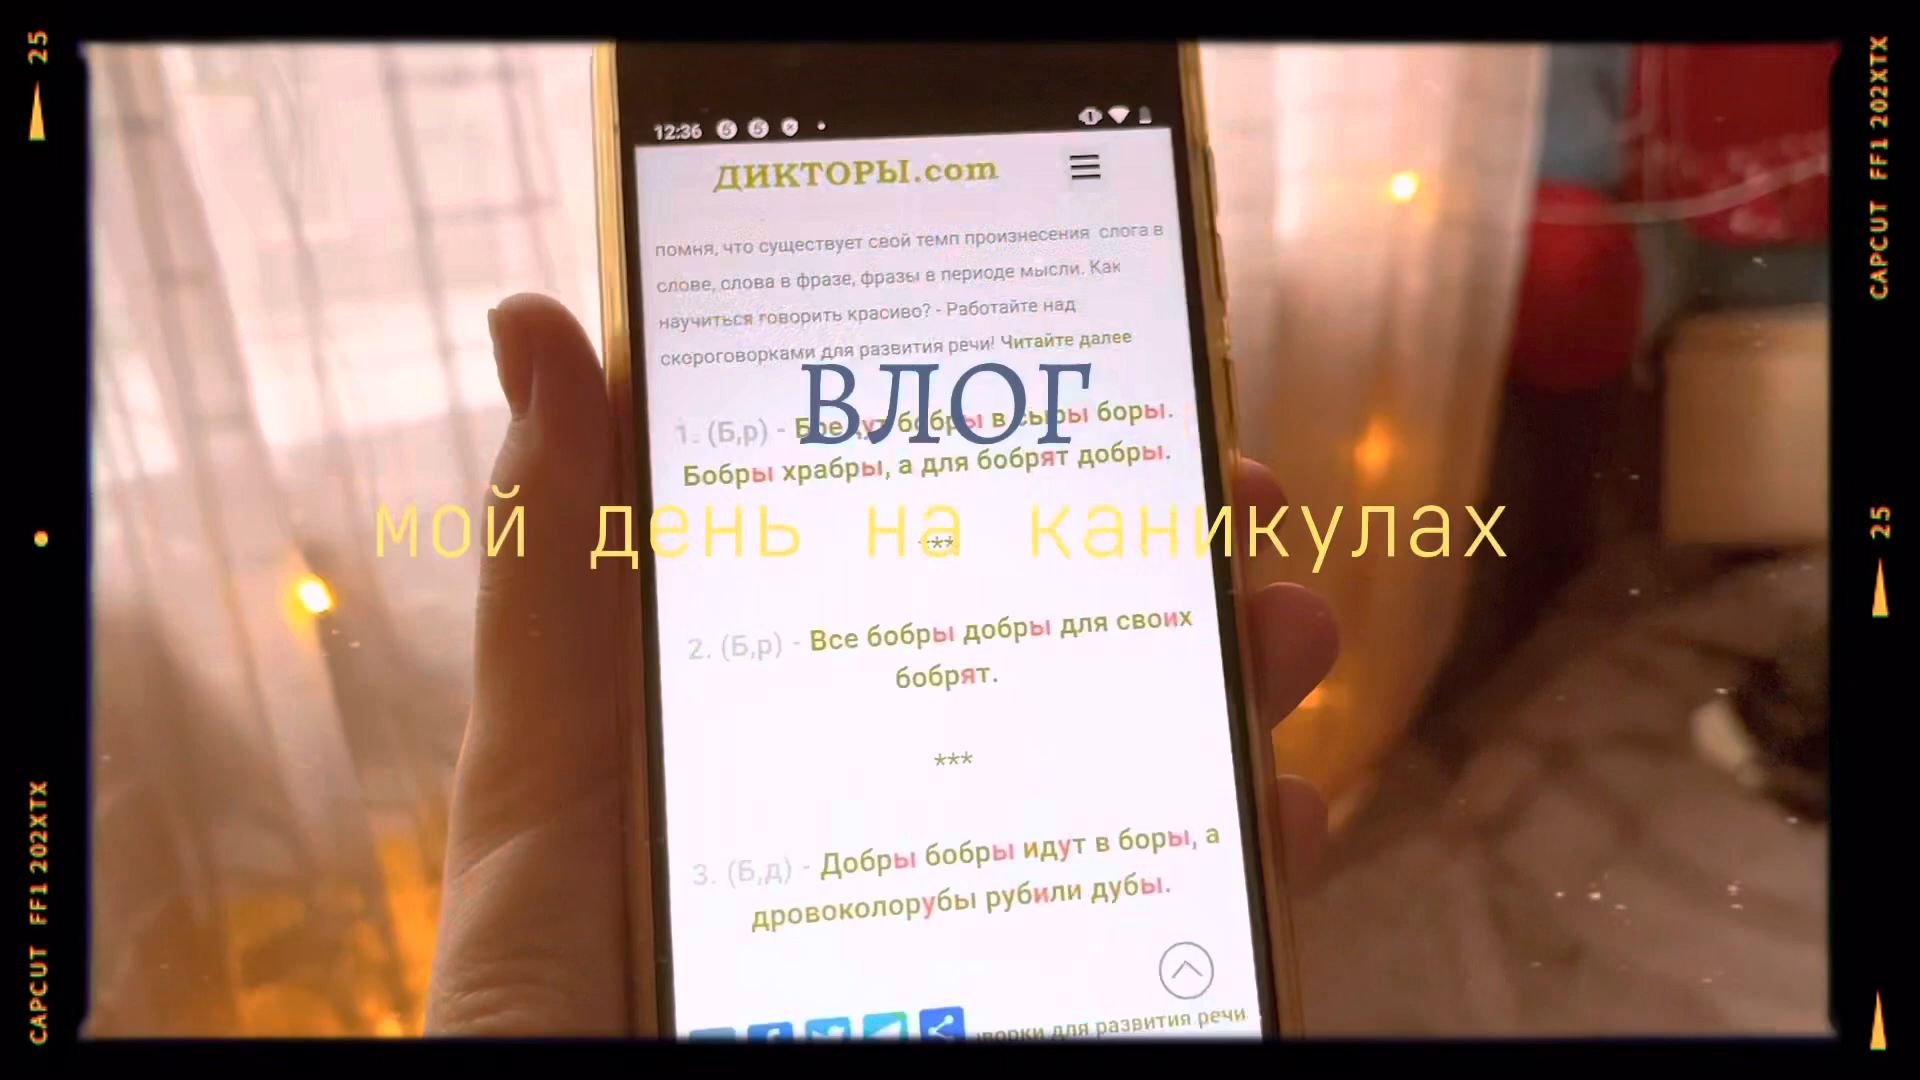 25
CAPCUT FF1 202XTX
12:36
ДИКТОРЫ.com
помня, что существует свой темп произнесения слога в
слове, слова в фразе, фразы в периоде мысли. Как
научиться говорить красиво? - Работайте над
скороговорками для развития речи! Читайте далее
ВЛОГ
1. (Б,р) - Бредут бобры в сыры боры.
Бобры храбры, а для бобрят добры.
мой день на каникулах
***
2. (Б,р) - Все бобры добры для своих
бобрят.
***
3. (Б,д) - Добры бобры идут в боры, а
дровоколорубы рубили дубы.
для развития речи
CAPCUT FF1 202XTX
25